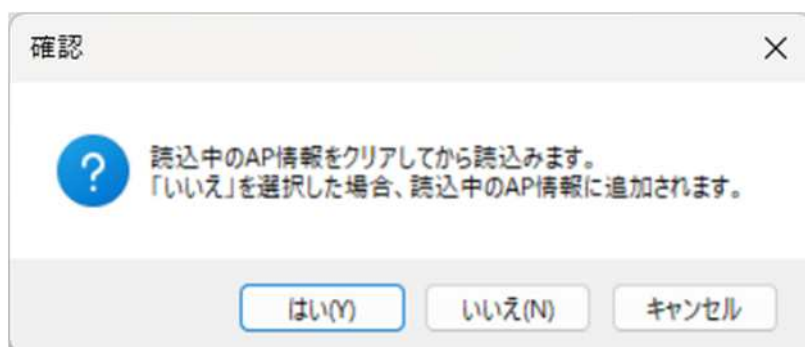 確認
読込中のAP情報をクリアしてから読込みます。
「いいえ」を選択した場合、読込中のAP情報に追加されます。
はい(Y)
いいえ(N)
キャンセル